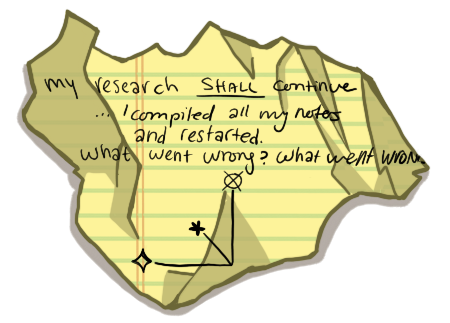 my research SHALL continue
... I compiled all my notes
and restarted.
what went wrong? what went wrong